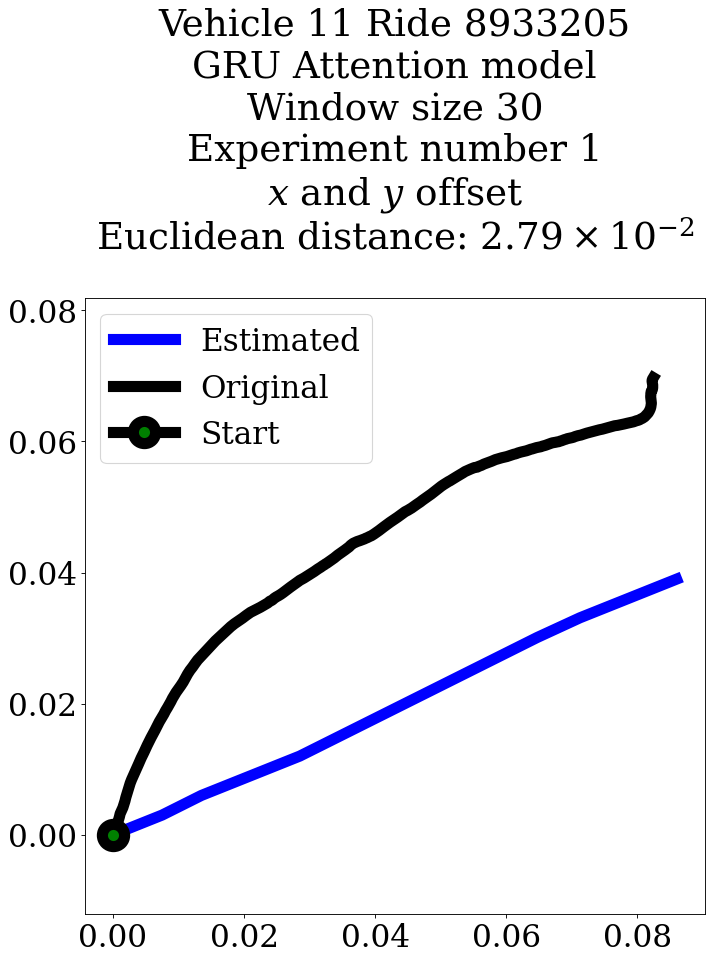 Vehicle 11 Ride 8933205
GRU Attention model
Window size 30
Experiment number 1
x and y offset
Euclidean distance: 2.79 × 10⁻²
0.08
Estimated
Original
0.06
Start
0.04
0.02
0.00
0.00 0.02 0.04 0.06 0.08